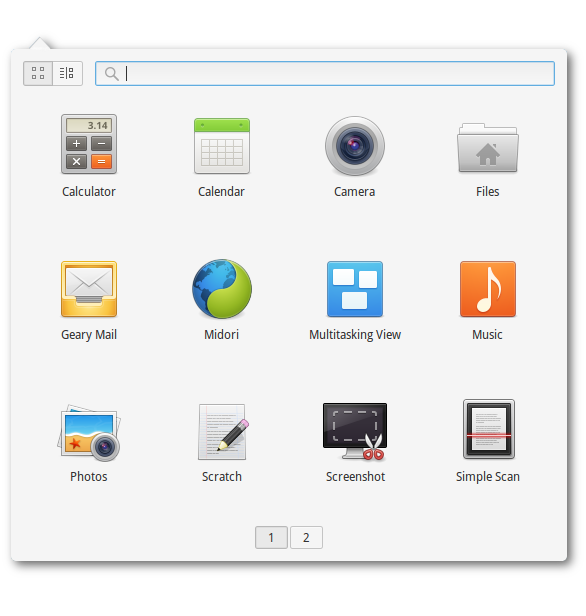 3.14
Calculator
Calendar
Camera
Files
Geary Mail
Midori
Multitasking View
Music
Photos
Scratch
Screenshot
Simple Scan
1
2